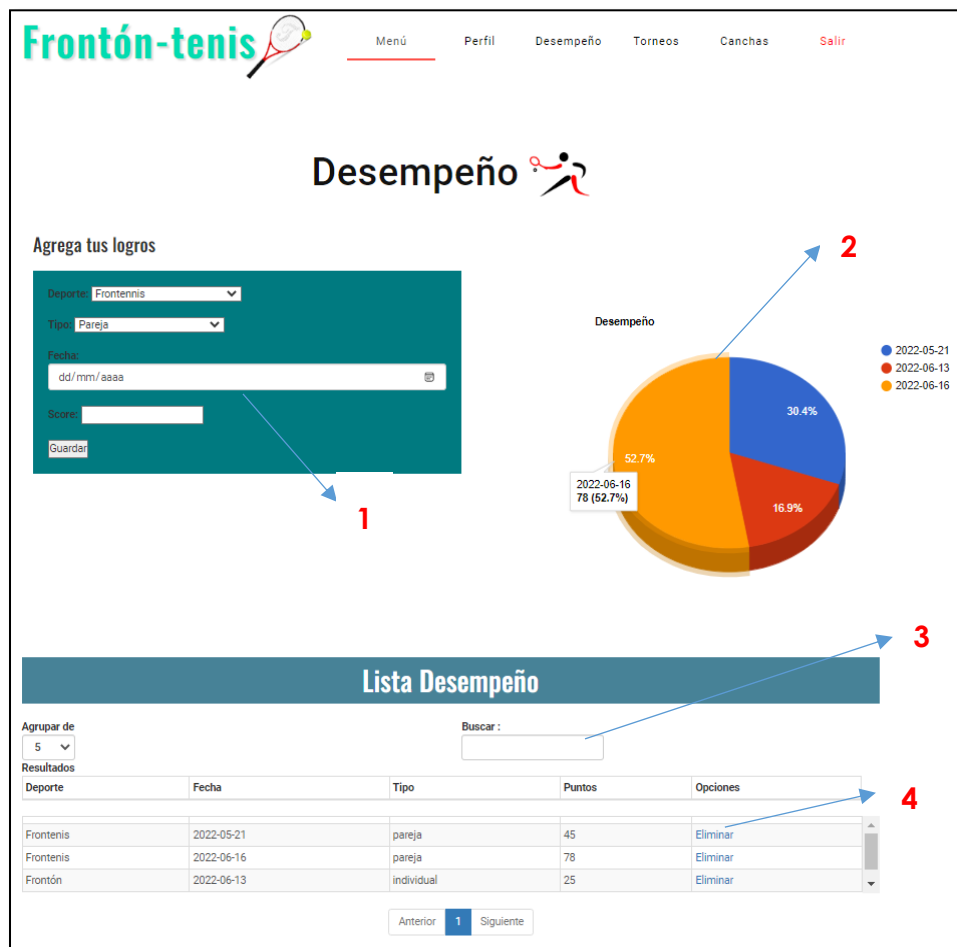 Frontón-tenis
Menú Perfil Desempeño Torneos Canchas Salir
Desempeño
Agrega tus logros
Deporte: Frontennis
Tipo: Pareja
Fecha:
dd/mm/aaaa
Score:
Guardar
1
2
Desempeño
2022-05-21
2022-06-13
2022-06-16
30.4%
52.7%
16.9%
2022-06-16
78 (52.7%)
3
Lista Desempeño
Agrupar de
5
Resultados
Buscar :
Deporte Fecha Tipo Puntos Opciones
4
Frontenis 2022-05-21 pareja 45 Eliminar
Frontenis 2022-06-16 pareja 78 Eliminar
Frontón 2022-06-13 individual 25 Eliminar
Anterior 1 Siguiente